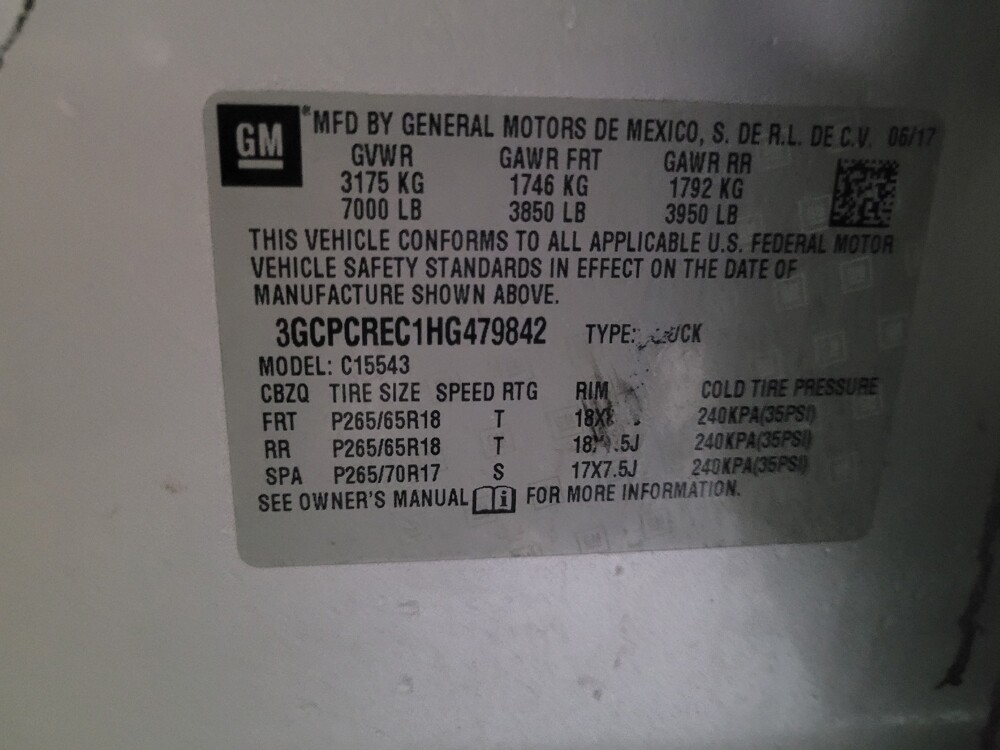 GM
*MFD BY GENERAL MOTORS DE MEXICO, S. DE R.L. DE C.V. 06/17
GVWR GAWR FRT GAWR RR
3175 KG 1746 KG 1792 KG
7000 LB 3850 LB 3950 LB
THIS VEHICLE CONFORMS TO ALL APPLICABLE U.S. FEDERAL MOTOR
VEHICLE SAFETY STANDARDS IN EFFECT ON THE DATE OF
MANUFACTURE SHOWN ABOVE.
3GCPCREC1HG479842 TYPE:
MODEL: C15543
CBZQ TIRE SIZE SPEED RTG RIM COLD TIRE PRESSURE
FRT P265/65R18 T 240KPA(35PSI)
RR P265/65R18 T 240KPA(35PSI)
SPA P265/70R17 S 17X7.5J 240KPA(35PSI)
SEE OWNER'S MANUAL FOR MORE INFORMATION.